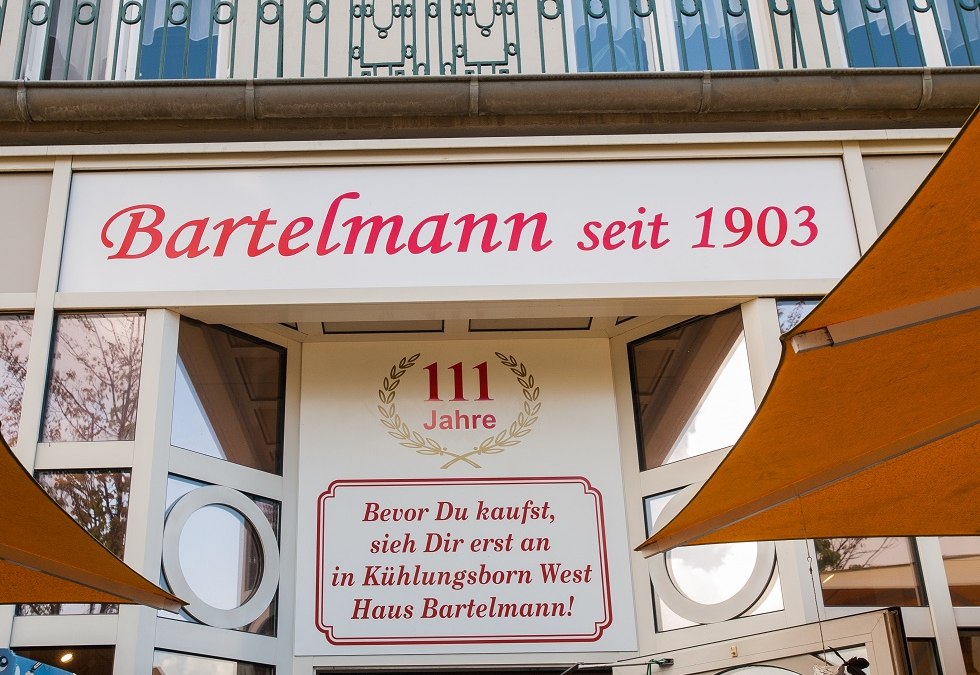 Bartelmann seit 1903
111
Jahre
Bevor Du kaufst,
sieh Dir erst an
in Kühlungsborn West
Haus Bartelmann!